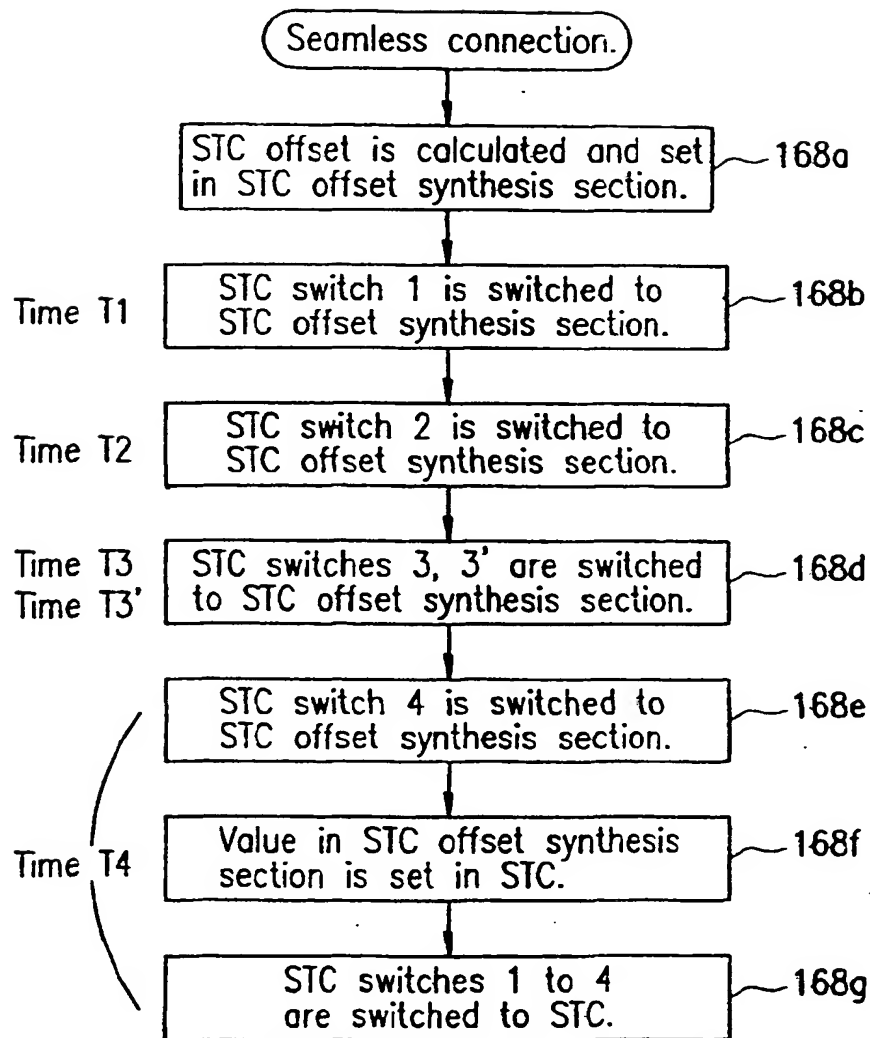 Seamless connection.
STC offset is calculated and set
in STC offset synthesis section.
168a
Time T1
STC switch 1 is switched to
STC offset synthesis section.
168b
Time T2
STC switch 2 is switched to
STC offset synthesis section.
168c
Time T3
Time T3'
STC switches 3, 3' are switched
to STC offset synthesis section.
168d
STC switch 4 is switched to
STC offset synthesis section.
168e
Time T4
Value in STC offset synthesis
section is set in STC.
168f
STC switches 1 to 4
are switched to STC.
168g